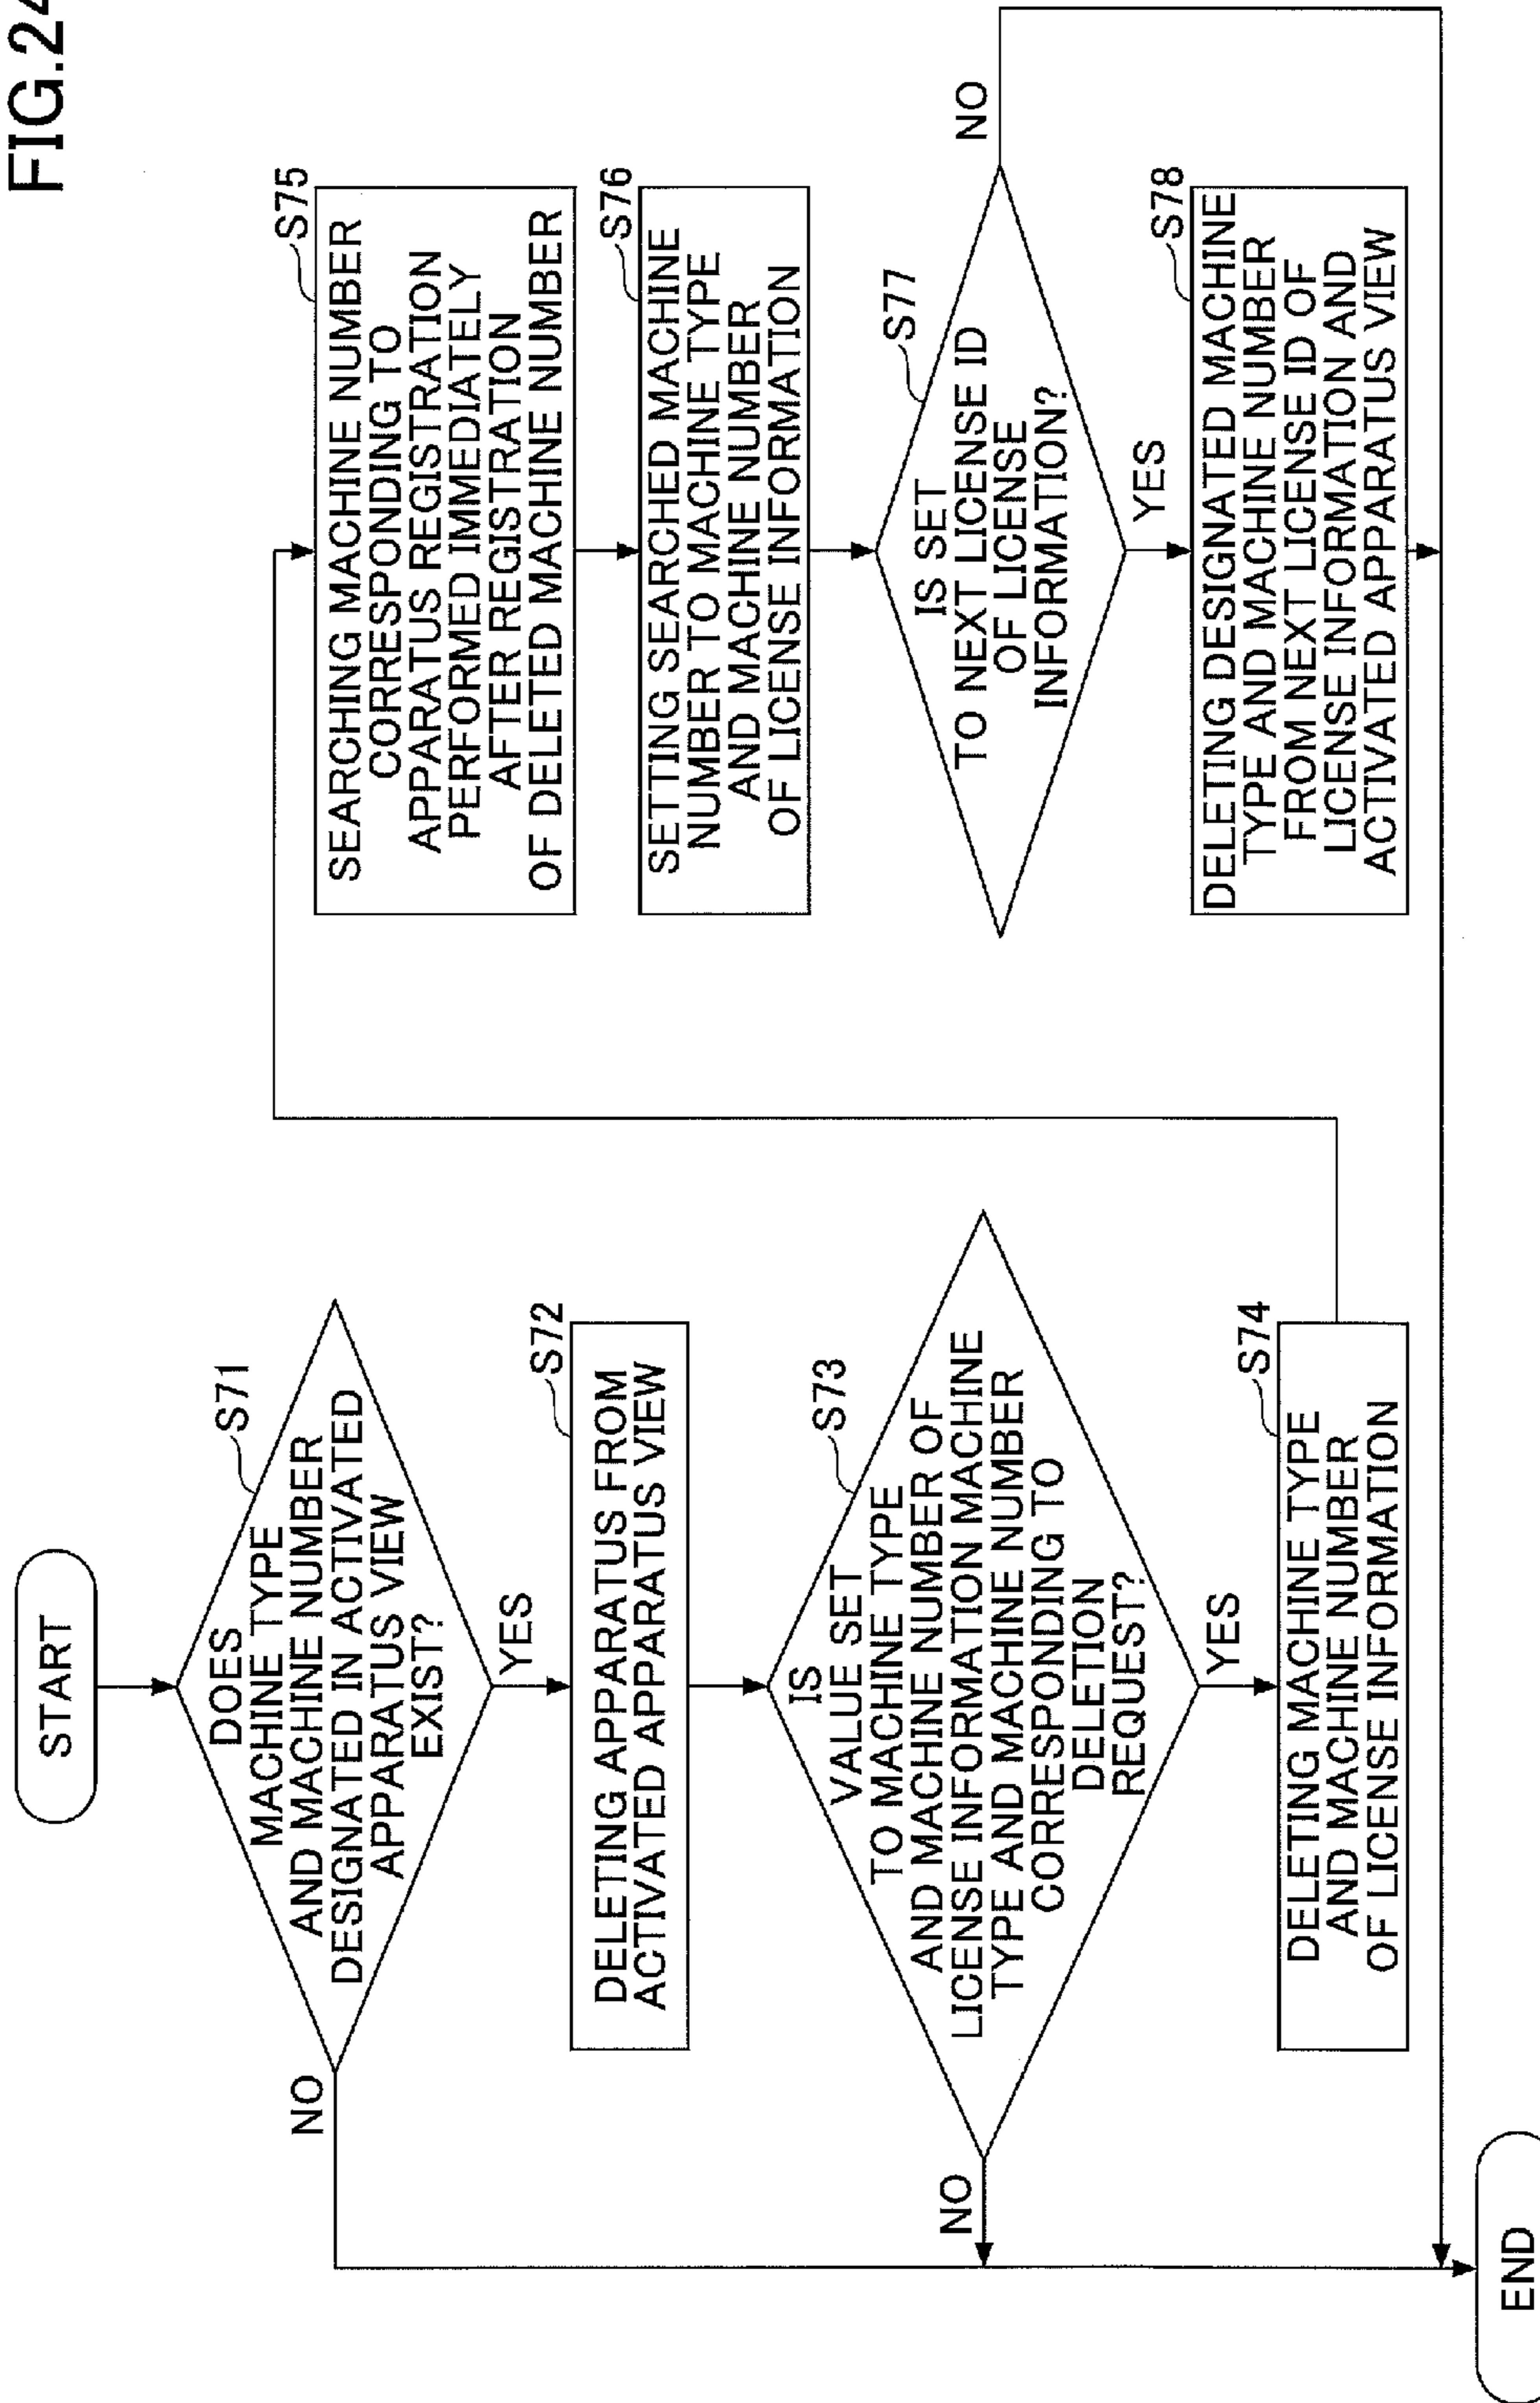 FIG.24
START
S71
DOES
MACHINE TYPE
AND MACHINE NUMBER
DESIGNATED IN ACTIVATED
APPARATUS VIEW
EXIST?
NO
YES
S72
DELETING APPARATUS FROM
ACTIVATED APPARATUS VIEW
S73
IS
VALUE SET
TO MACHINE TYPE
AND MACHINE NUMBER OF
LICENSE INFORMATION MACHINE
TYPE AND MACHINE NUMBER
CORRESPONDING TO
DELETION
REQUEST?
NO
YES
S74
DELETING MACHINE TYPE
AND MACHINE NUMBER
OF LICENSE INFORMATION
S75
SEARCHING MACHINE NUMBER
CORRESPONDING TO
APPARATUS REGISTRATION
PERFORMED IMMEDIATELY
AFTER REGISTRATION
OF DELETED MACHINE NUMBER
S76
SETTING SEARCHED MACHINE
NUMBER TO MACHINE TYPE
AND MACHINE NUMBER
OF LICENSE INFORMATION
S77
IS SET
TO NEXT LICENSE ID
OF LICENSE
INFORMATION?
NO
YES
S78
DELETING DESIGNATED MACHINE
TYPE AND MACHINE NUMBER
FROM NEXT LICENSE ID OF
LICENSE INFORMATION AND
ACTIVATED APPARATUS VIEW
END